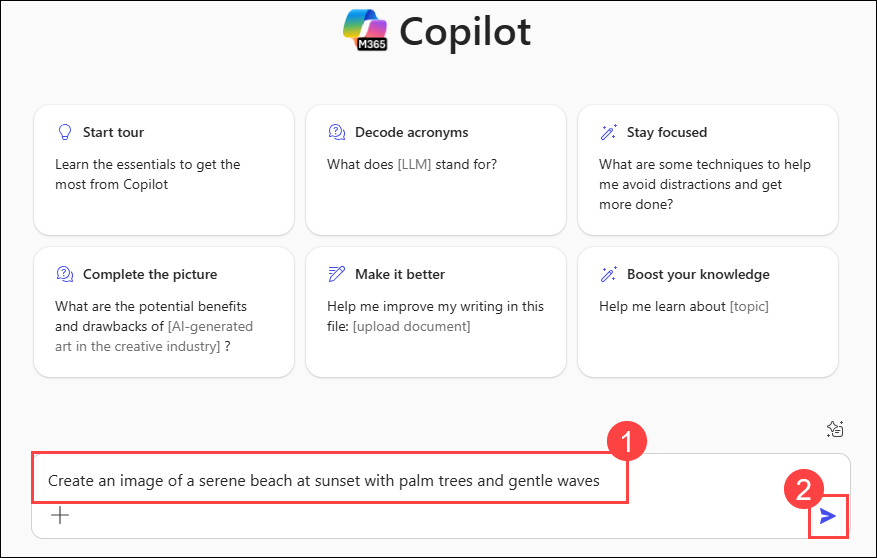 M365 Copilot
Start tour
Learn the essentials to get the
most from Copilot
Decode acronyms
What does [LLM] stand for?
Stay focused
What are some techniques to help
me avoid distractions and get
more done?
Complete the picture
What are the potential benefits
and drawbacks of [AI-generated
art in the creative industry] ?
Make it better
Help me improve my writing in this
file: [upload document]
Boost your knowledge
Help me learn about [topic]
1
Create an image of a serene beach at sunset with palm trees and gentle waves
2